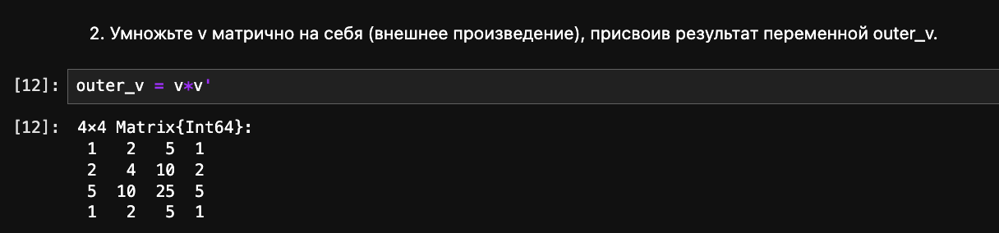 2. Умножьте v матрично на себя (внешнее произведение), присвоив результат переменной outer_v.
[12]: outer_v = v*v'
[12]: 4×4 Matrix{Int64}:
1 2 5 1
2 4 10 2
5 10 25 5
1 2 5 1